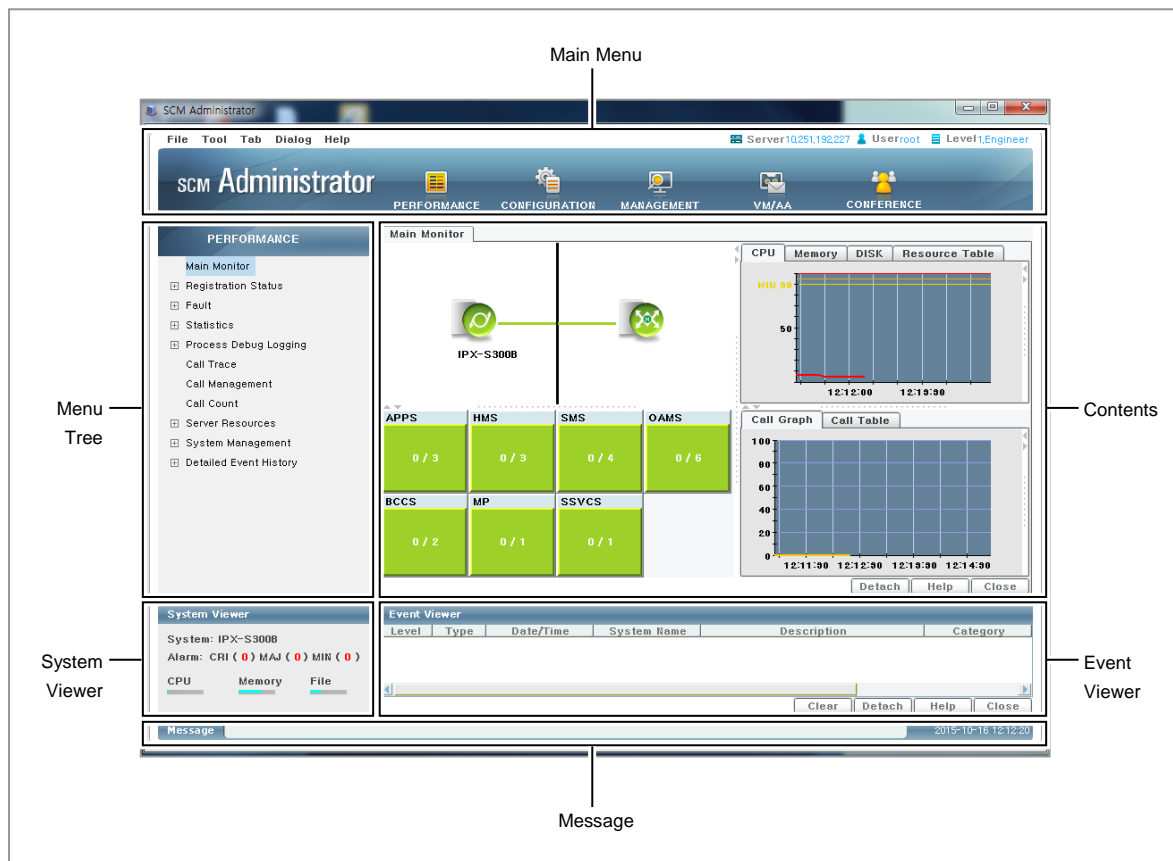 Main Menu
SCM Administrator
File Tool Tab Dialog Help
Server 10,251,192,227 User root Level 1,Engineer
SCM Administrator
PERFORMANCE CONFIGURATION MANAGEMENT VM/AA CONFERENCE
PERFORMANCE
Main Monitor
Registration Status
Fault
Statistics
Process Debug Logging
Call Trace
Call Management
Call Count
Server Resources
System Management
Detailed Event History
Menu
Tree
Main Monitor
IPX-S300B
APPS HMS SMS OAMS
0 / 3 0 / 3 0 / 4 0 / 6
BCCS MP SSVCS
0 / 2 0 / 1 0 / 1
CPU Memory DISK Resource Table
MIN 90
50
12:12:00 12:13:30
Call Graph Call Table
100
80
60
40
20
0
12:11:30 12:12:30 12:13:30 12:14:30
Detach Help Close
Contents
System Viewer
System: IPX-S300B
Alarm: CRI ( 0 ) MAJ ( 0 ) MIN ( 0 )
CPU Memory File
System
Viewer
Event Viewer
Level Type Date/Time System Name Description Category
Clear Detach Help Close
Event
Viewer
Message 2015-10-16 12:12:20
Message